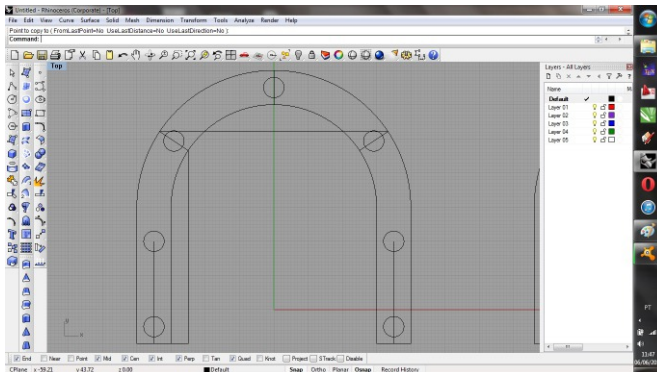 Untitled - Rhinoceros (Corporate) - [Top]
File Edit View Curve Surface Solid Mesh Dimension Transform Tools Analyze Render Help
Point to copy to ( FromLastPoint=No UseLastDistance=No UseLastDirection=No ):
Command:
Top
Layers - All Layers
Name
Default
Layer 01
Layer 02
Layer 03
Layer 04
Layer 05
PT
End Near Point Mid Cen Int Perp Tan Quad Knot Project STrack Disable
CPlane x -59.21 y 43.72 z 0.00 Default Snap Ortho Planar Osnap Record History
11:47